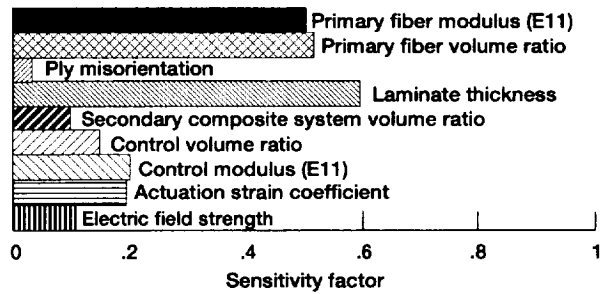 Primary fiber modulus (E11)
Primary fiber volume ratio
Ply misorientation
Laminate thickness
Secondary composite system volume ratio
Control volume ratio
Control modulus (E11)
Actuation strain coefficient
Electric field strength
0 .2 .4 .6 .8 1
Sensitivity factor